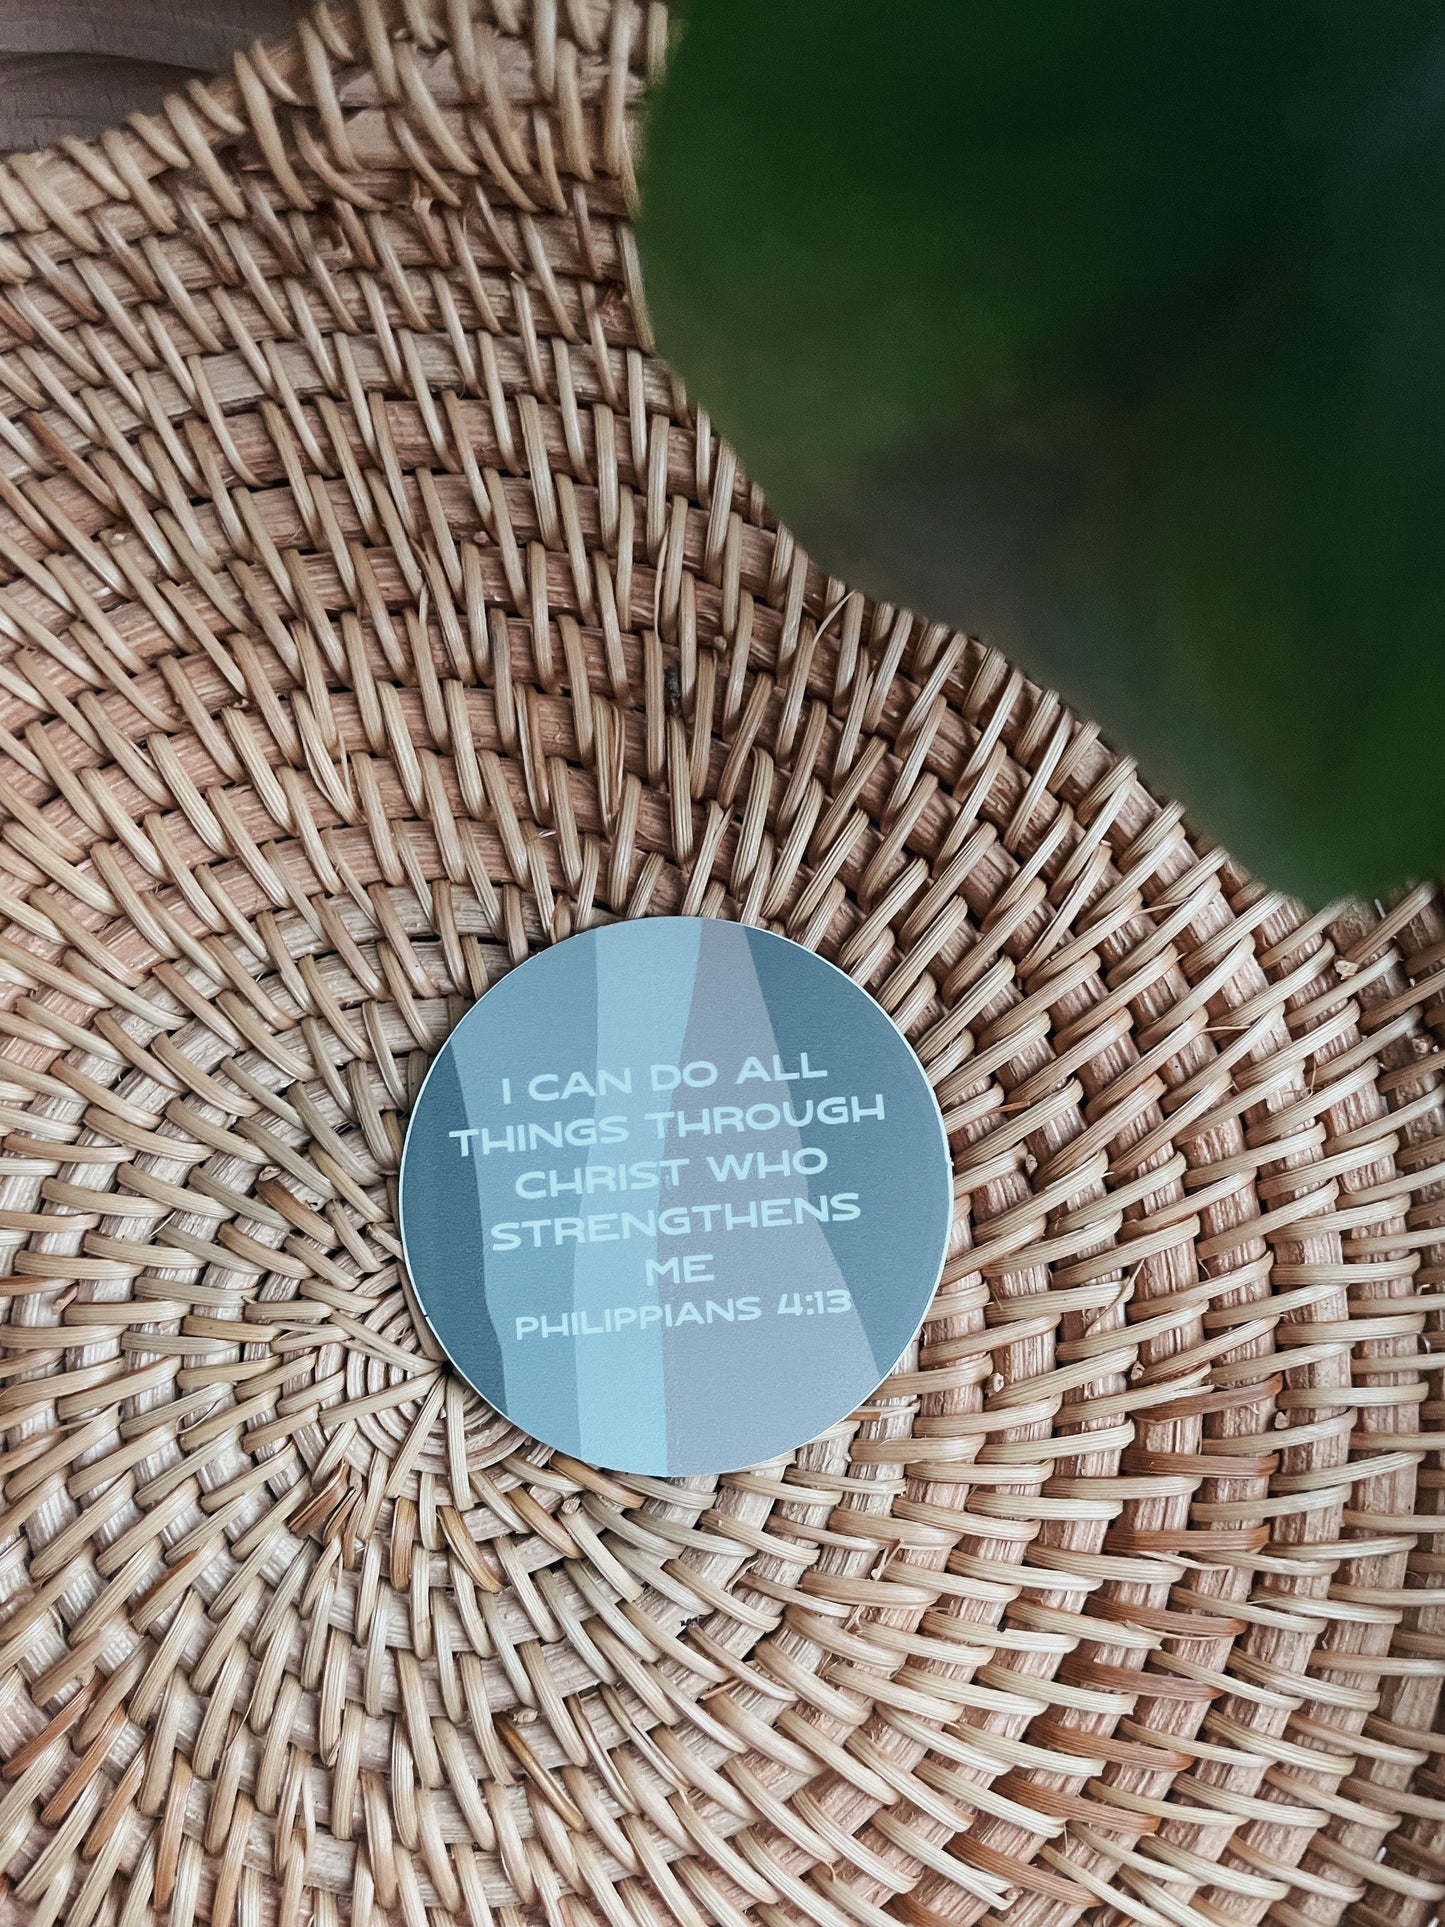 I CAN DO ALL
THINGS THROUGH
CHRIST WHO
STRENGTHENS
ME
PHILIPPIANS 4:13